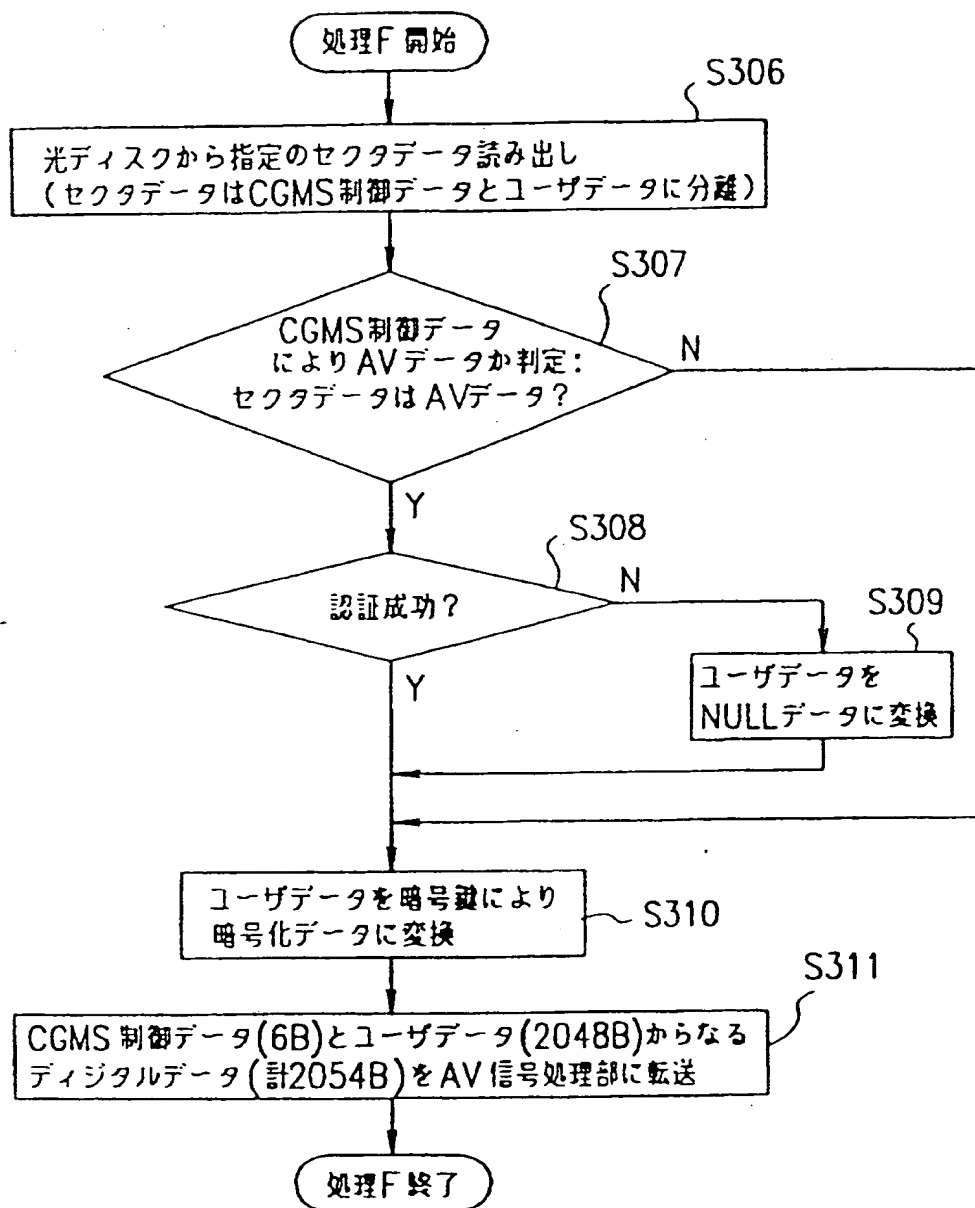 処理F 開始
S306
光ディスクから指定のセクタデータ読み出し
(セクタデータはCGMS制御データとユーザデータに分離)
S307
CGMS制御データ
によりAVデータか判定:
セクタデータはAVデータ?
N
Y
S308
認証成功?
N
S309
ユーザデータを
NULLデータに変換
Y
ユーザデータを暗号鍵により
暗号化データに変換
S310
S311
CGMS 制御データ(6B)とユーザデータ(2048B)からなる
ディジタルデータ(計2054B)をAV信号処理部に転送
処理F 終了